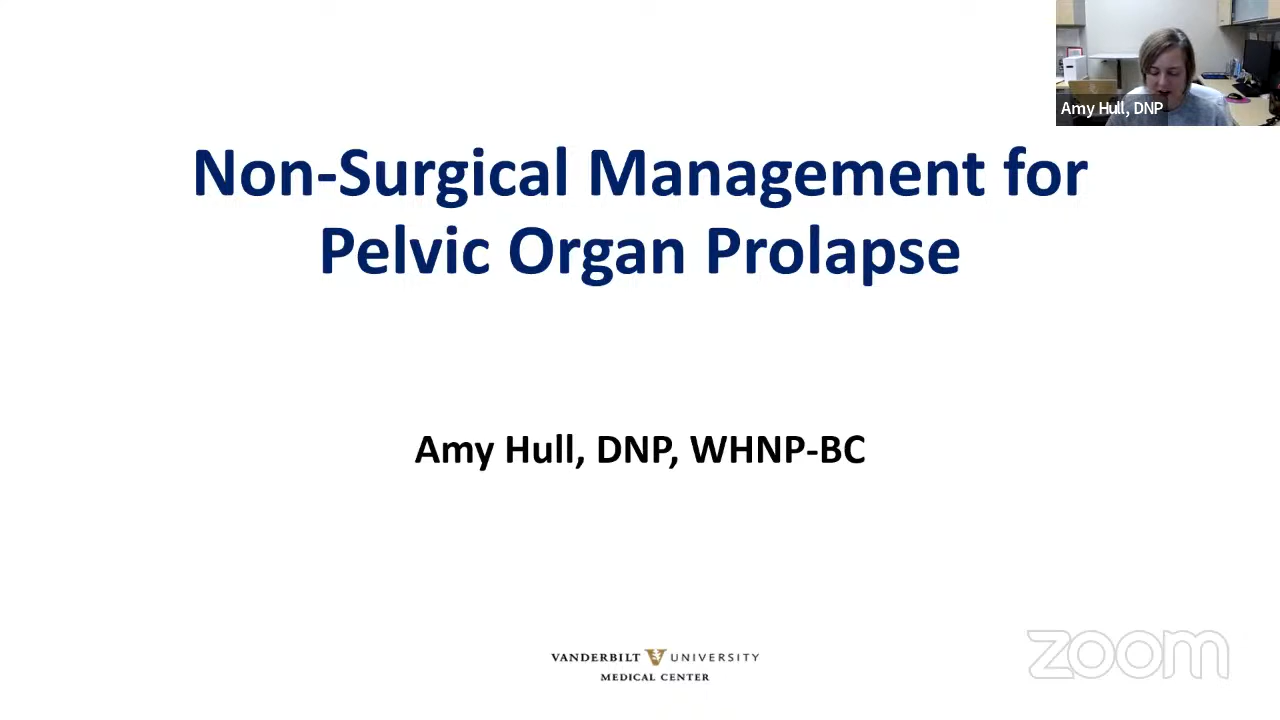 Amy Hull, DNP
Non-Surgical Management for
Pelvic Organ Prolapse
Amy Hull, DNP, WHNP-BC
VANDERBILT UNIVERSITY
MEDICAL CENTER
zoom